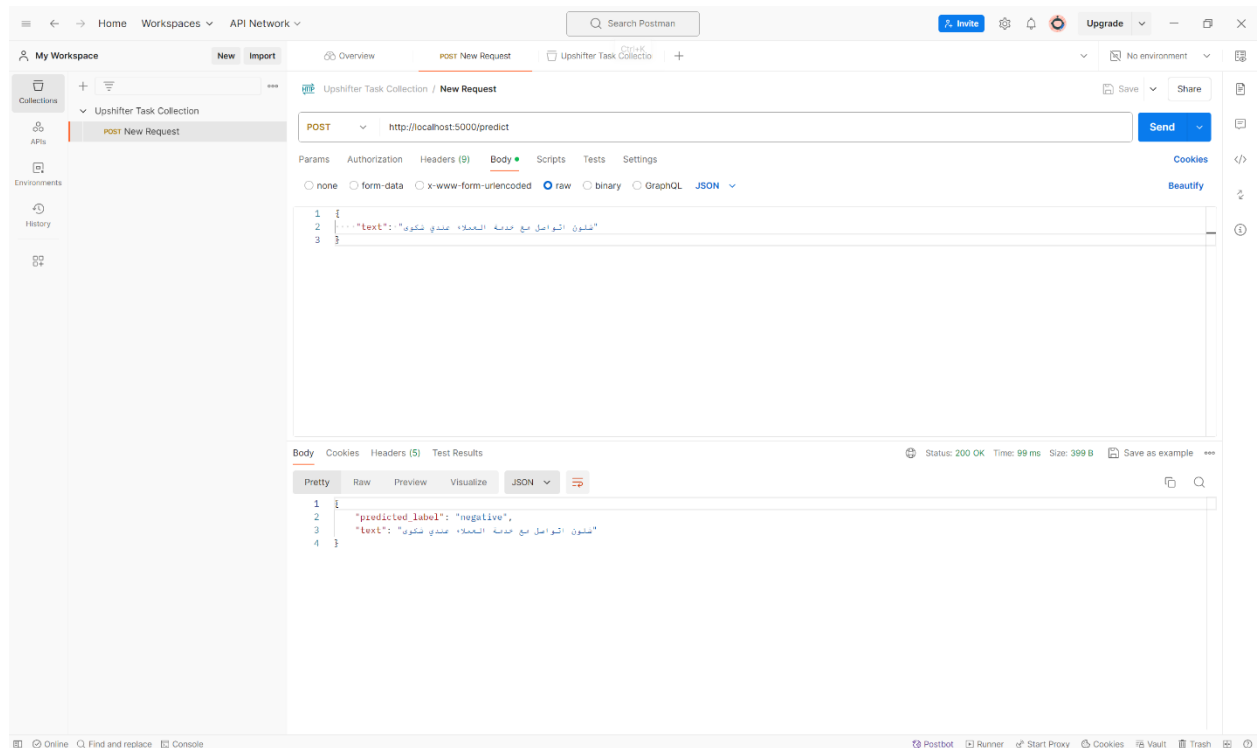 Home Workspaces API Network Search Postman Invite Upgrade
My Workspace New Import Overview POST New Request Upshifter Task Collectio Ctrl+K No environment
Collections
APIs
Environments
History
Upshifter Task Collection
POST New Request
HTTP Upshifter Task Collection / New Request Save Share
POST http://localhost:5000/predict Send
Params Authorization Headers (9) Body Scripts Tests Settings Cookies
none form-data x-www-form-urlencoded raw binary GraphQL JSON Beautify
1 {
2 "text": "شلون اتواصل مع خدمة العملاء عندي شكوى"
3 }
Body Cookies Headers (5) Test Results Status: 200 OK Time: 99 ms Size: 399 B Save as example
Pretty Raw Preview Visualize JSON
1 {
2 "predicted_label": "negative",
3 "text": "شلون اتواصل مع خدمة العملاء عندي شكوى"
4 }
Online Find and replace Console Postbot Runner Start Proxy Cookies Vault Trash